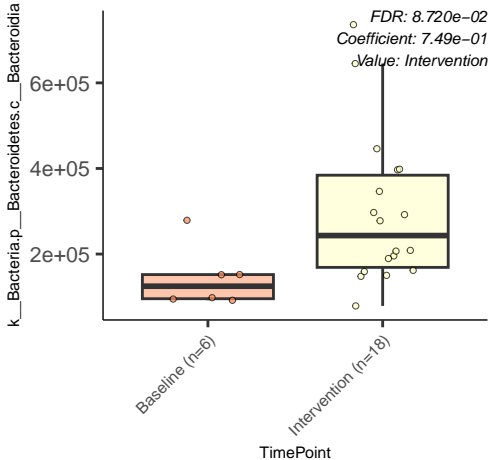 FDR: 8.720e−02
Coefficient: 7.49e−01
Value: Intervention
k__Bacteria.p__Bacteroidetes.c__Bacteroidia
6e+05
4e+05
2e+05
Baseline (n=6)
Intervention (n=18)
TimePoint